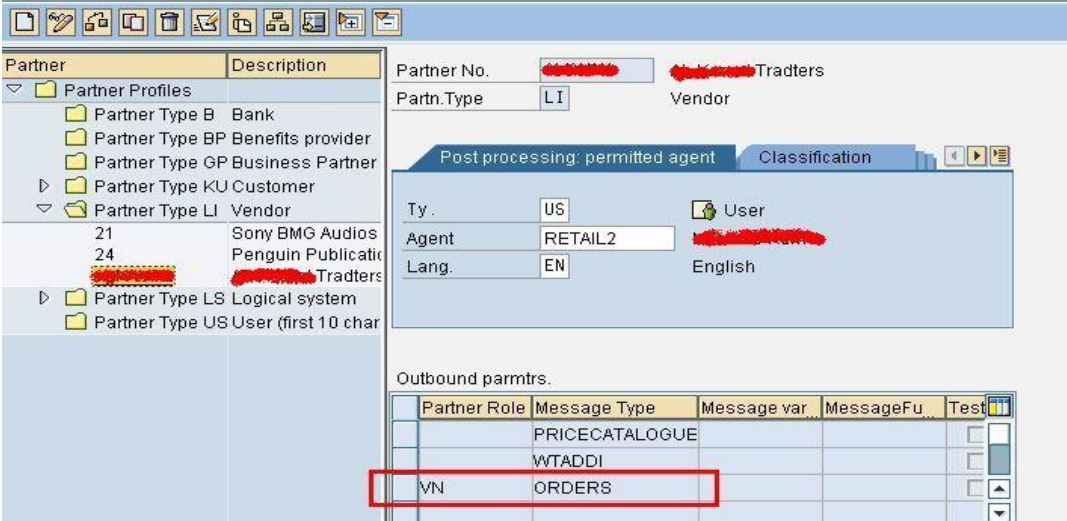 Partner Description
Partner Profiles
Partner Type B Bank
Partner Type BP Benefits provider
Partner Type GP Business Partner
Partner Type KU Customer
Partner Type LI Vendor
21 Sony BMG Audios
24 Penguin Publicatio
Tradters
Partner Type LS Logical system
Partner Type US User (first 10 char
Partner No. Tradters
Partn.Type LI Vendor
Post processing: permitted agent Classification
Ty. US User
Agent RETAIL2
Lang. EN English
Outbound parmtrs.
Partner Role Message Type Message var... MessageFu... Test
PRICECATALOGUE
WTADDI
VN ORDERS